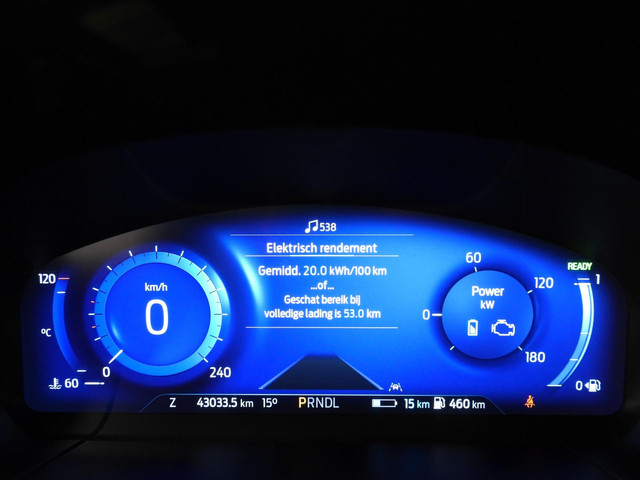 538
Elektrisch rendement
Gemidd. 20.0 kWh/100 km
...of...
Geschat bereik bij
volledige lading is 53.0 km
km/h
0
0
240
120
°C
60
60
Power
kW
0
120
180
READY
1
0
Z 43033.5 km 15° PRNDL 15 km 460 km